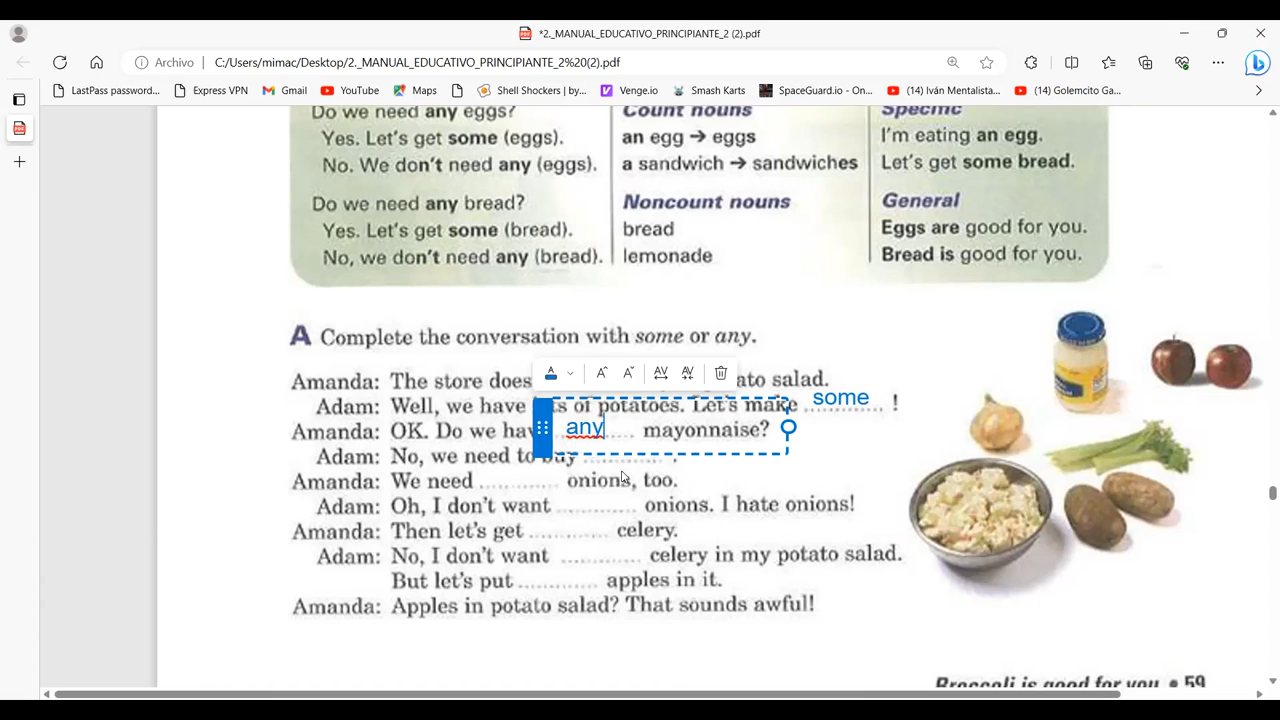 *2._MANUAL_EDUCATIVO_PRINCIPIANTE_2 (2).pdf
Archivo C:/Users/mimac/Desktop/2._MANUAL_EDUCATIVO_PRINCIPIANTE_2%20(2).pdf
LastPass password... Express VPN Gmail YouTube Maps Shell Shockers | by... Venge.io Smash Karts SpaceGuard.io - On... (14) Iván Mentalista... (14) Golemcito Ga...
Do we need any eggs?
Yes. Let's get some (eggs).
No. We don't need any (eggs).
Do we need any bread?
Yes. Let's get some (bread).
No, we don't need any (bread).
Count nouns
an egg → eggs
a sandwich → sandwiches
Noncount nouns
bread
lemonade
Specific
I'm eating an egg.
Let's get some bread.
General
Eggs are good for you.
Bread is good for you.
A Complete the conversation with some or any.
Amanda: The store does ato salad.
Adam: Well, we have lots of potatoes. Let's make some !
Amanda: OK. Do we hav any mayonnaise?
Adam: No, we need to buy ............ .
Amanda: We need ............ onions, too.
Adam: Oh, I don't want ............ onions. I hate onions!
Amanda: Then let's get ............ celery.
Adam: No, I don't want ............ celery in my potato salad.
But let's put ............ apples in it.
Amanda: Apples in potato salad? That sounds awful!
Broccoli is good for you. • 59